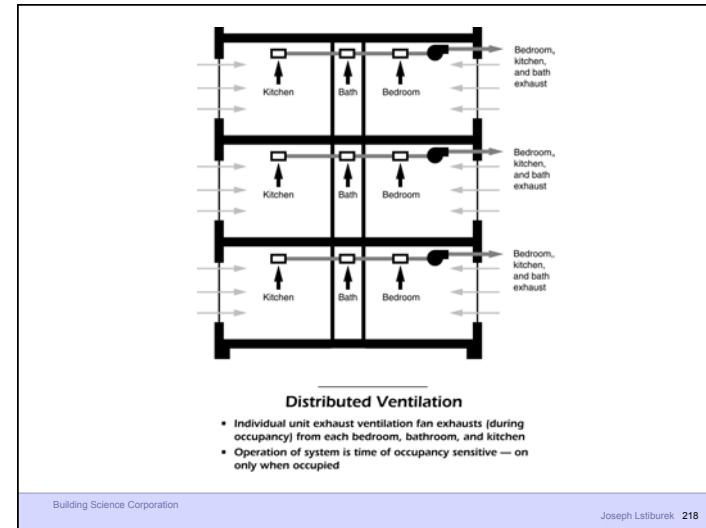 Bedroom,
kitchen,
and bath
exhaust
Kitchen
Bath
Bedroom
Bedroom,
kitchen,
and bath
exhaust
Kitchen
Bath
Bedroom
Bedroom,
kitchen,
and bath
exhaust
Kitchen
Bath
Bedroom
Distributed Ventilation
• Individual unit exhaust ventilation fan exhausts (during
occupancy) from each bedroom, bathroom, and kitchen
• Operation of system is time of occupancy sensitive — on
only when occupied
Building Science Corporation
Joseph Lstiburek 218